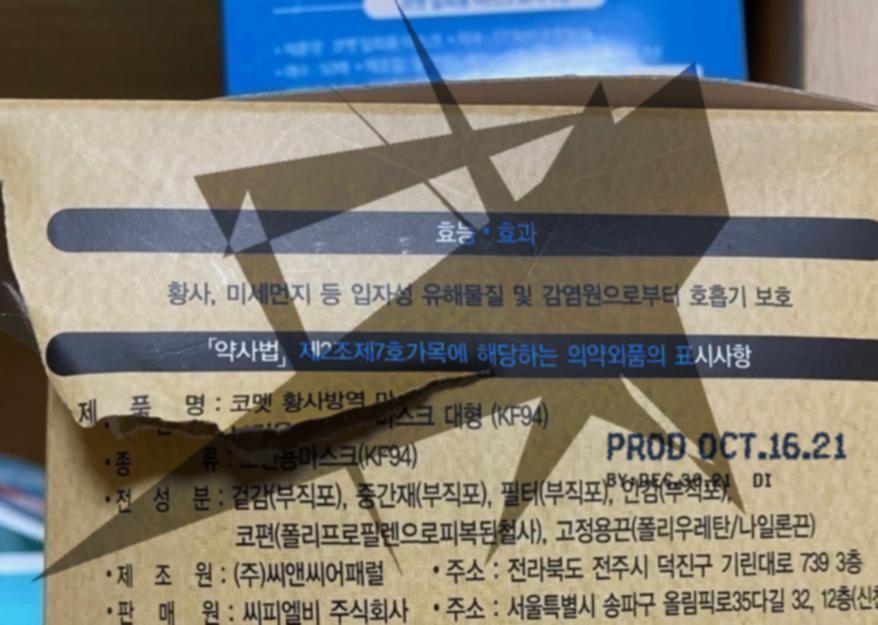 효능·효과
황사, 미세먼지 등 입자성 유해물질 및 감염원으로부터 호흡기 보호
「약사법」 제2조제7호가목에 해당하는 의약외품의 표시사항
제 품 명 : 코멧 황사방역 마스크 대형 (KF94)
PROD OCT.16.21
•종 류 : 마스크(KF94)
BY:DEC.30.21 DI
•전 성 분 : 겉감(부직포), 중간재(부직포), 필터(부직포), 안감(부직포),
코편(폴리프로필렌으로피복된철사), 고정용끈(폴리우레탄/나일론끈)
•제 조 원 : (주)씨앤씨어패럴 •주소 : 전라북도 전주시 덕진구 기린대로 739 3층
•판 매 원 : 씨피엘비 주식회사 •주소 : 서울특별시 송파구 올림픽로35다길 32, 12층